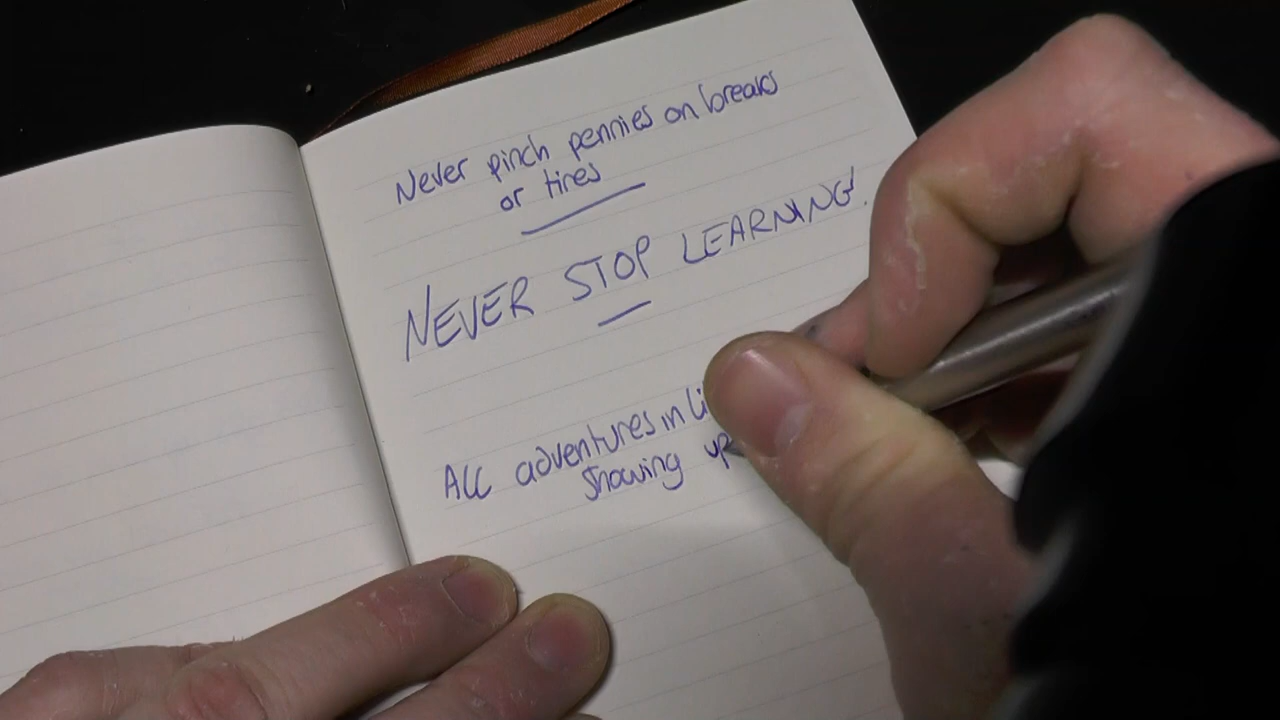 Never pinch pennies on breaks
or tires
NEVER STOP LEARNING!
All adventures in
showing up